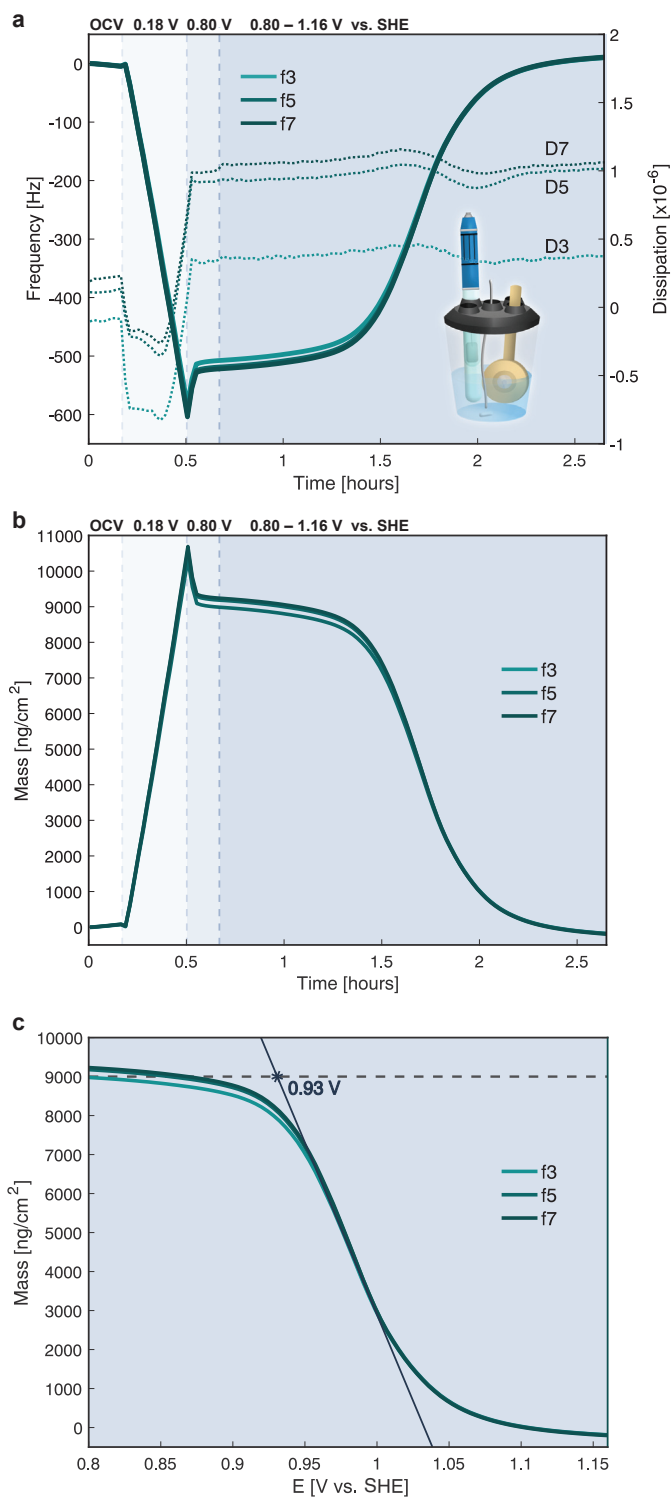 a
OCV 0.18 V 0.80 V 0.80 – 1.16 V vs. SHE
0
-100
-200
-300
-400
-500
-600
Frequency [Hz]
f3
f5
f7
D7
D5
D3
2
1.5
1
0.5
0
-0.5
-1
Dissipation [x10-6]
0 0.5 1 1.5 2 2.5
Time [hours]
b
OCV 0.18 V 0.80 V 0.80 – 1.16 V vs. SHE
11000
10000
9000
8000
7000
6000
5000
4000
3000
2000
1000
0
Mass [ng/cm2]
f3
f5
f7
0 0.5 1 1.5 2 2.5
Time [hours]
c
10000
9000
8000
7000
6000
5000
4000
3000
2000
1000
0
Mass [ng/cm2]
0.93 V
f3
f5
f7
0.8 0.85 0.9 0.95 1 1.05 1.1 1.15
E [V vs. SHE]